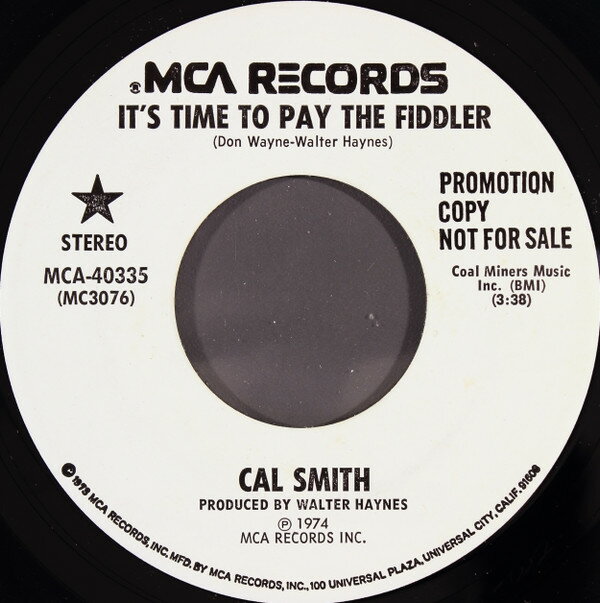 MCA RECORDS
IT'S TIME TO PAY THE FIDDLER
(Don Wayne-Walter Haynes)
STEREO
MCA-40335
(MC3076)
PROMOTION
COPY
NOT FOR SALE
Coal Miners Music
Inc. (BMI)
(3:38)
CAL SMITH
PRODUCED BY WALTER HAYNES
℗ 1974
MCA RECORDS INC.
© 1973 MCA RECORDS, INC. MFD. BY MCA RECORDS, INC., 100 UNIVERSAL PLAZA, UNIVERSAL CITY, CALIF. 91608